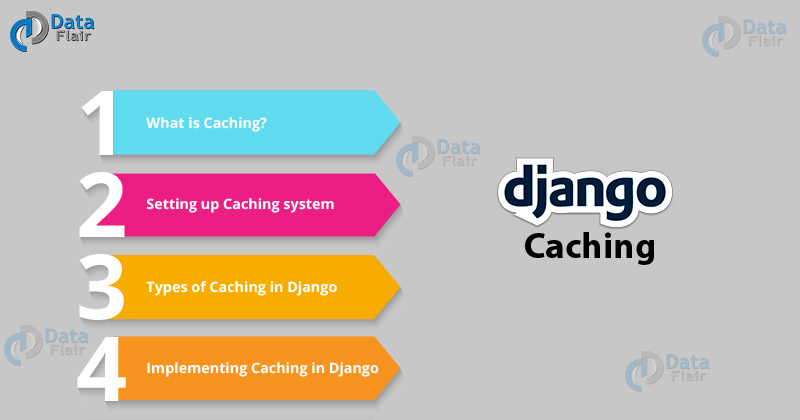 Data
Flair
Data
Flair
1
What is Caching?
Data
Flair
2
Setting up Caching system
django
Caching
3
Types of Caching in Django
Data
Flair
4
Implementing Caching in Django
Data
Flair